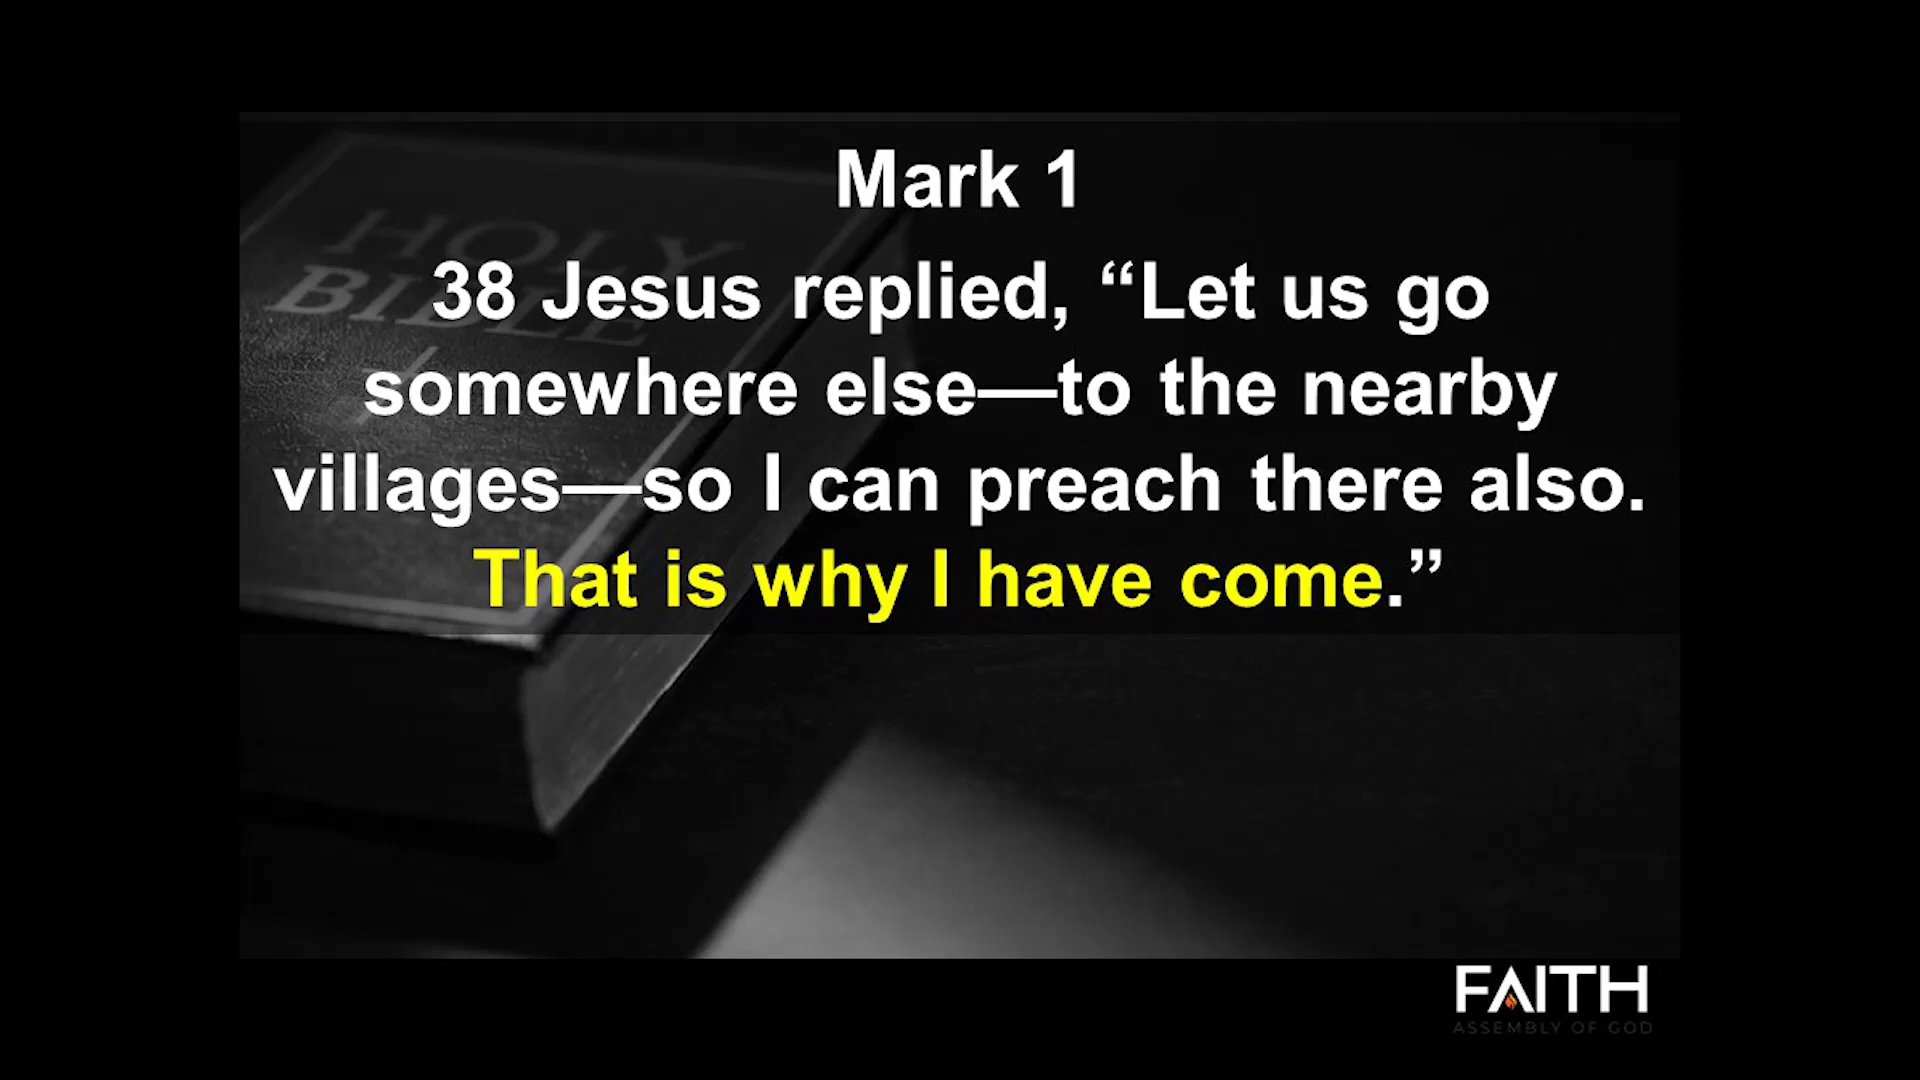 Mark 1
HOLY
BIBLE
38 Jesus replied, “Let us go
somewhere else—to the nearby
villages—so I can preach there also.
That is why I have come.”
FAITH
ASSEMBLY OF GOD